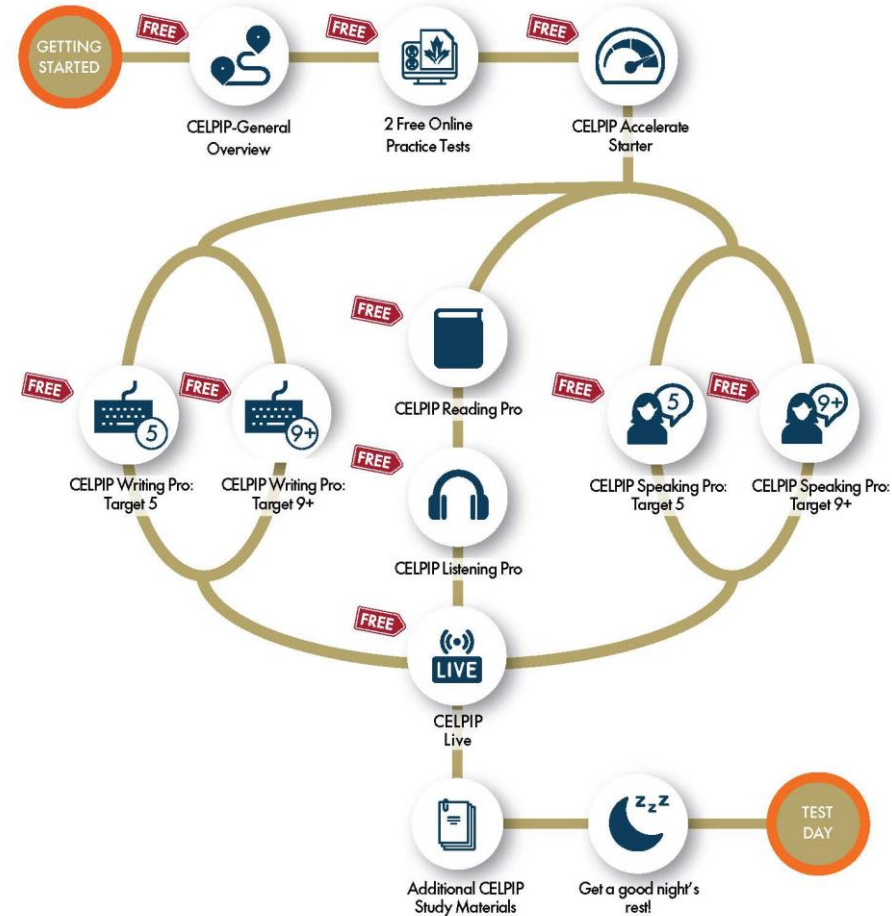 GETTING
STARTED
FREE
CELPIP-General
Overview
FREE
2 Free Online
Practice Tests
FREE
CELPIP Accelerate
Starter
FREE
CELPIP Writing Pro:
Target 5
FREE
9+
CELPIP Writing Pro:
Target 9+
5
FREE
CELPIP Reading Pro
FREE
CELPIP Listening Pro
FREE
5
CELPIP Speaking Pro:
Target 5
FREE
9+
CELPIP Speaking Pro:
Target 9+
FREE
LIVE
CELPIP
Live
Additional CELPIP
Study Materials
z z z
Get a good night's
rest!
TEST
DAY